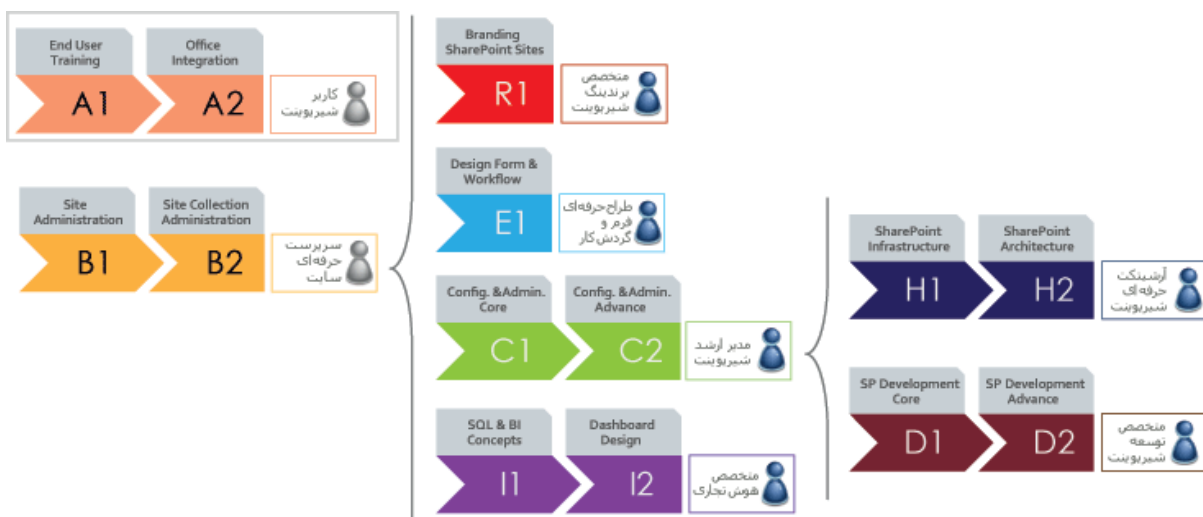 End User
Training
A1
Office
Integration
A2
کاربر
شیرپوینت
Site
Administration
B1
Site Collection
Administration
B2
سرپرست
حرفه‌ای
سایت
Branding
SharePoint Sites
R1
متخصص
برندینگ
شیرپوینت
Design Form &
Workflow
E1
طراح حرفه‌ای
فرم و
گردش کار
Config. &Admin.
Core
C1
Config. &Admin.
Advance
C2
مدیر ارشد
شیرپوینت
SQL & BI
Concepts
I1
Dashboard
Design
I2
متخصص
هوش تجاری
SharePoint
Infrastructure
H1
SharePoint
Architecture
H2
آرشیتکت
حرفه ای
شیرپوینت
SP Development
Core
D1
SP Development
Advance
D2
متخصص
توسعه
شیرپوینت